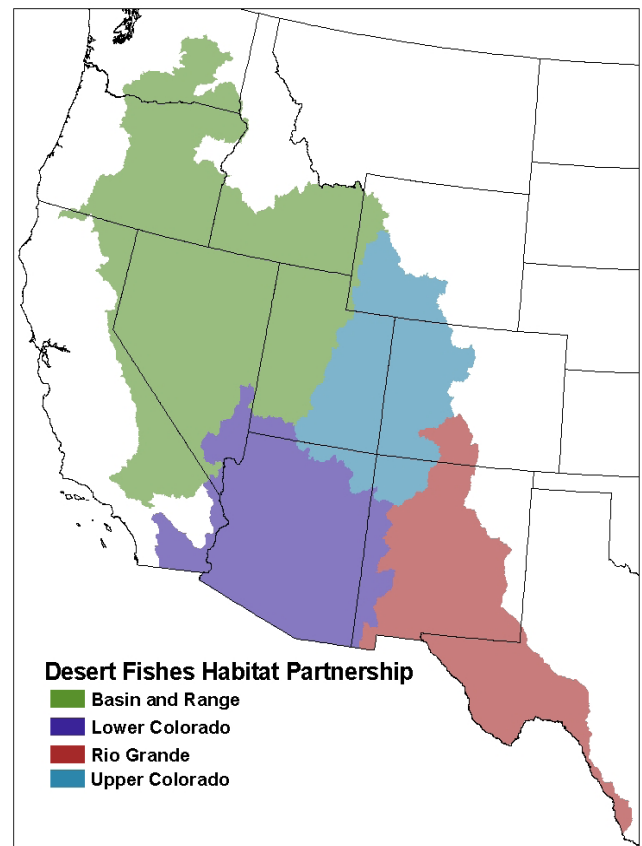 Desert Fishes Habitat Partnership
Basin and Range
Lower Colorado
Rio Grande
Upper Colorado